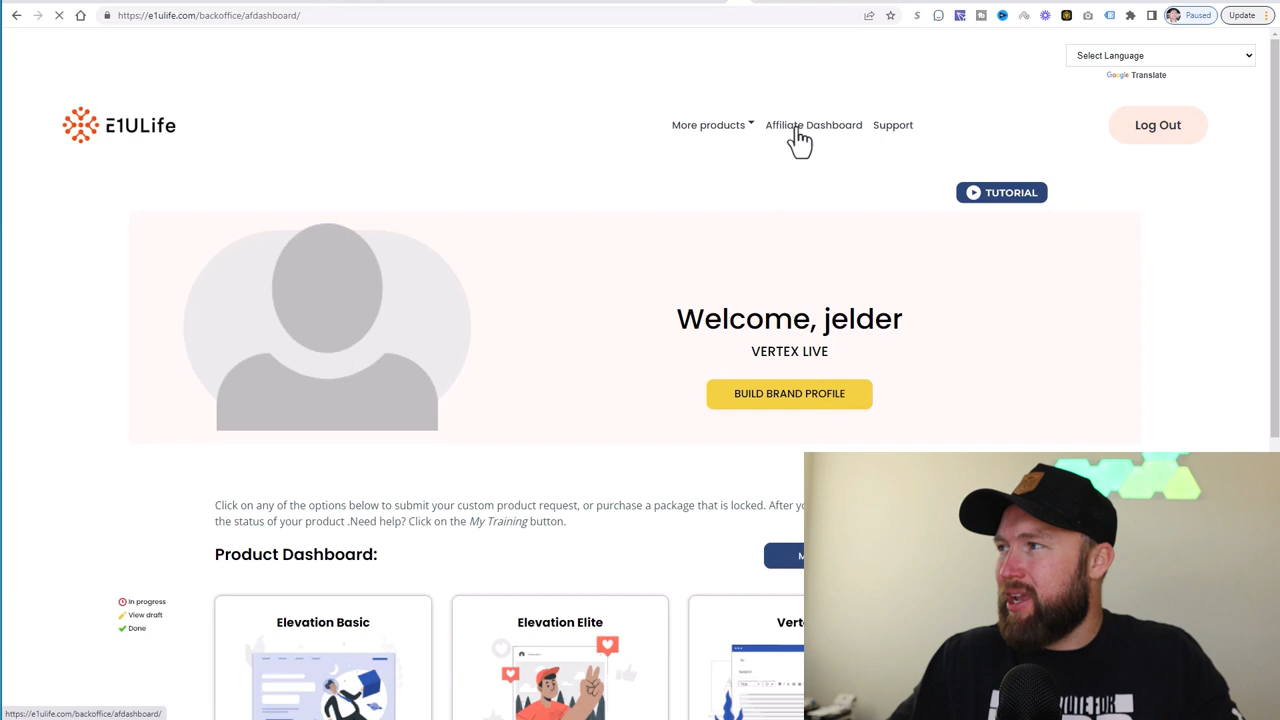 https://e1ulife.com/backoffice/afdashboard/
Paused
Update
Select Language
Google Translate
E1ULife
More products
Affiliate Dashboard
Support
Log Out
TUTORIAL
Welcome, jelder
VERTEX LIVE
BUILD BRAND PROFILE
Click on any of the options below to submit your custom product request, or purchase a package that is locked. After yo
the status of your product .Need help? Click on the My Training button.
Product Dashboard:
M
In progress
View draft
Done
Elevation Basic
Elevation Elite
Verte
OTE FOR
https://e1ulife.com/backoffice/afdashboard/